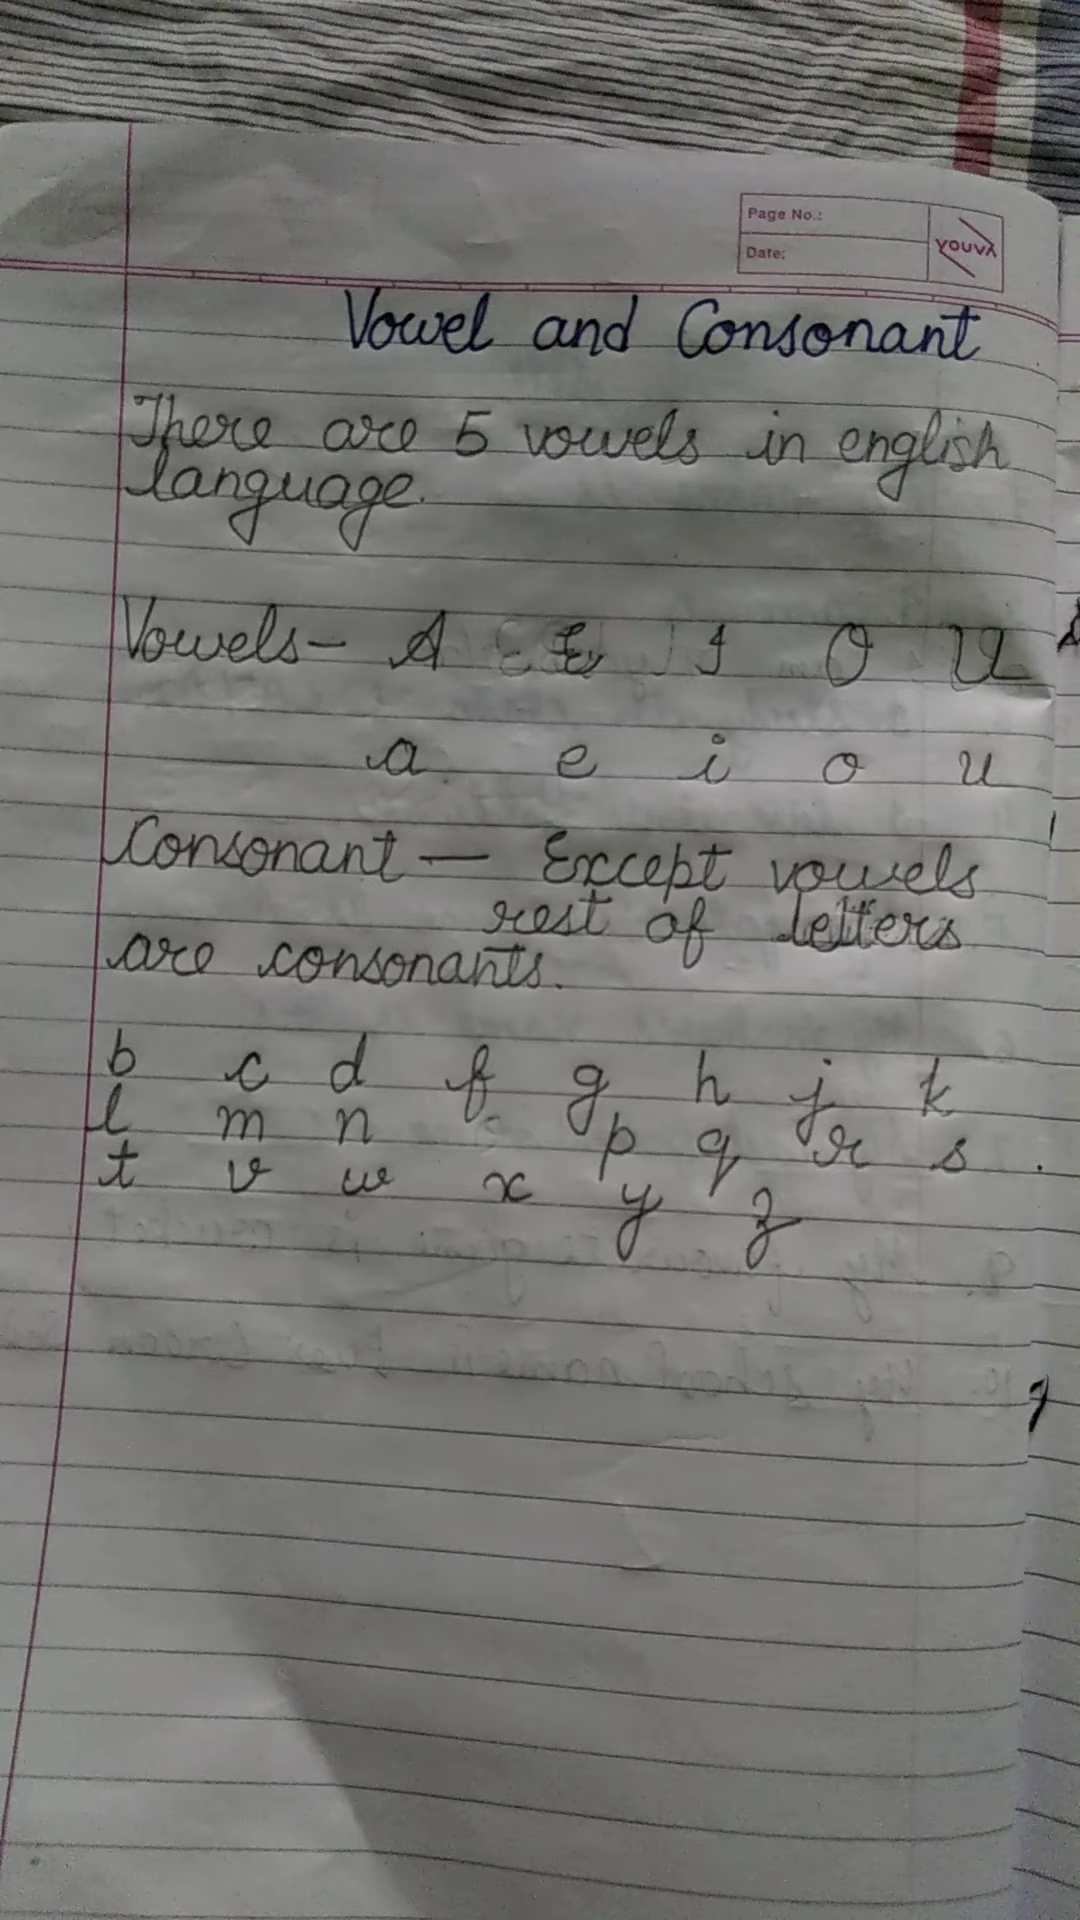 Page No.:
Date:
YOUVA
Vowel and Consonant
There are 5 vowels in english
language.
Vowels- A E I O U
a e i o u
Consonant — Except vowels
rest of letters
are consonants.
b c d f g h j k
l m n p q r s
t v w x y z